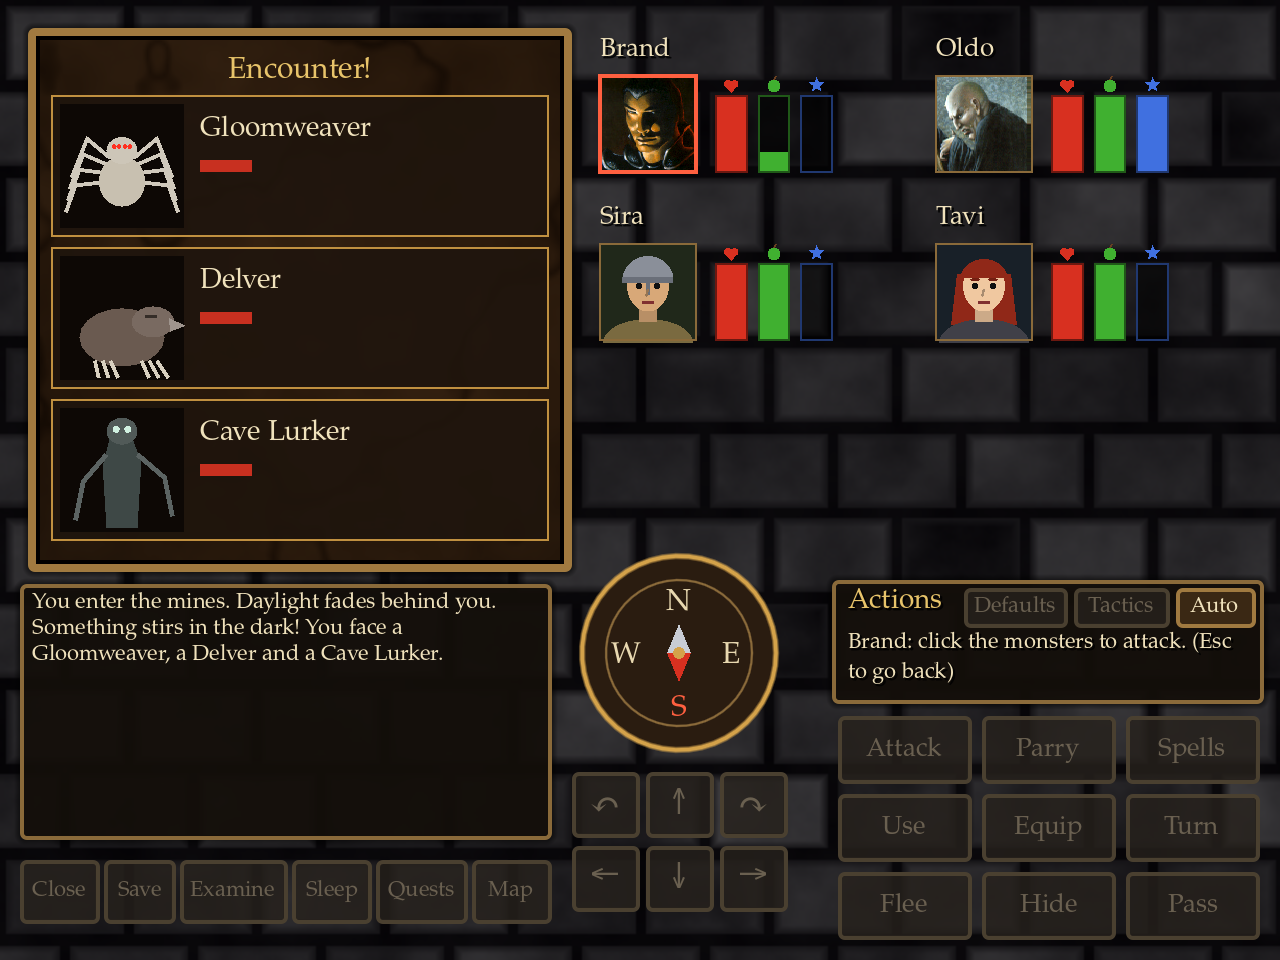 Encounter!
Gloomweaver
Delver
Cave Lurker
Brand
Oldo
Sira
Tavi
You enter the mines. Daylight fades behind you.
Something stirs in the dark! You face a
Gloomweaver, a Delver and a Cave Lurker.
N
W E
S
Actions Defaults Tactics Auto
Brand: click the monsters to attack. (Esc
to go back)
Attack Parry Spells
Use Equip Turn
Flee Hide Pass
Close Save Examine Sleep Quests Map